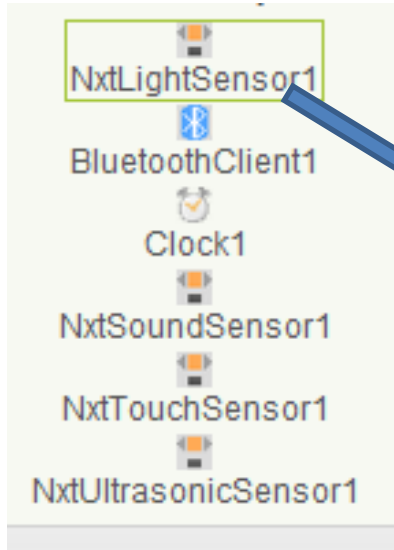 NxtLightSensor1
BluetoothClient1
Clock1
NxtSoundSensor1
NxtTouchSensor1
NxtUltrasonicSensor1